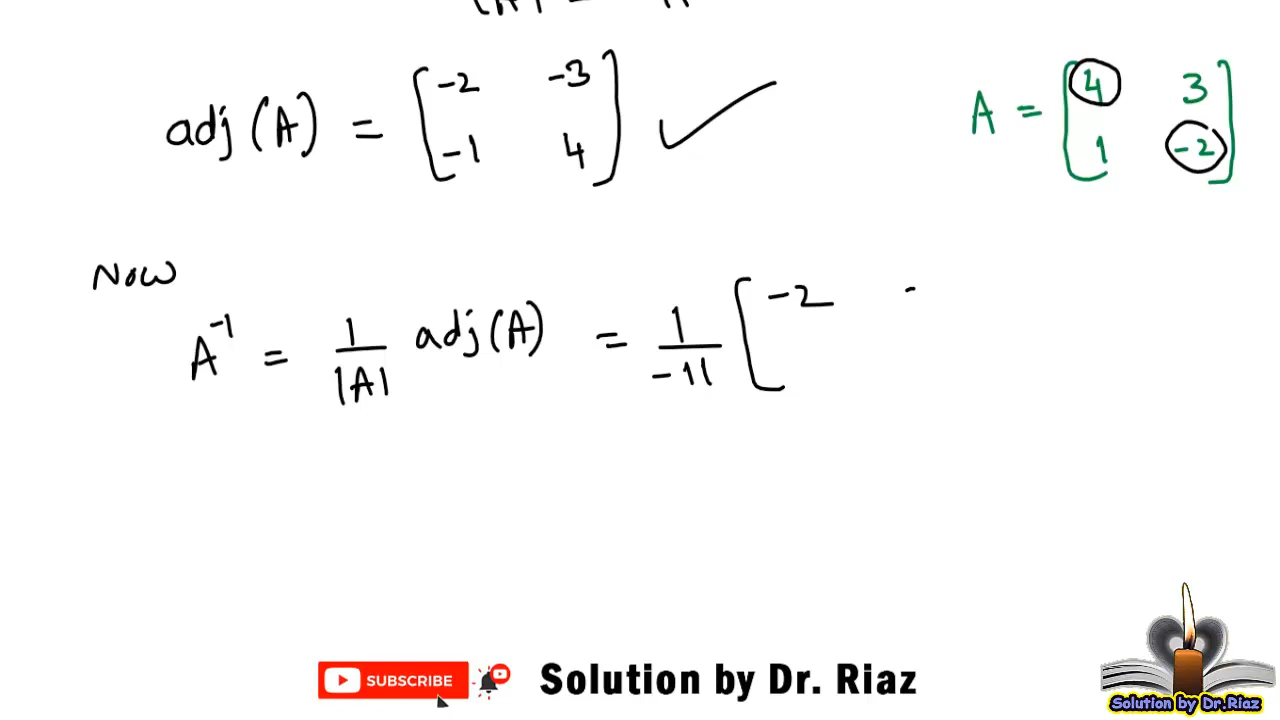 adj(A) = [-2 -3
-1 4]
A = [4 3
1 -2]
Now
A⁻¹ = 1/|A| adj(A) = 1/-11 [-2 -
SUBSCRIBE Solution by Dr. Riaz
Solution by Dr.Riaz